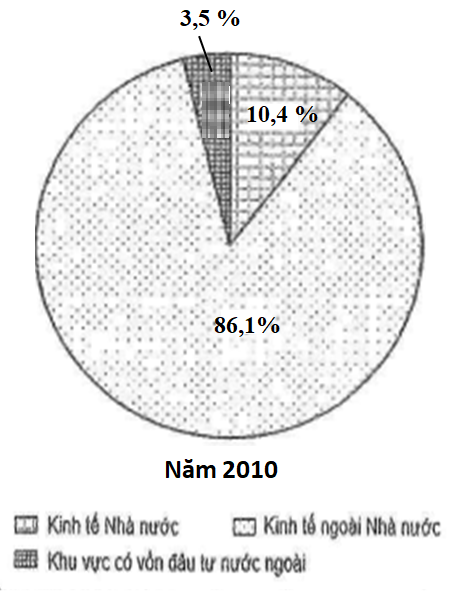 3,5 %
10,4 %
86,1%
Năm 2010
Kinh tế Nhà nước Kinh tế ngoài Nhà nước
Khu vực có vốn đầu tư nước ngoài